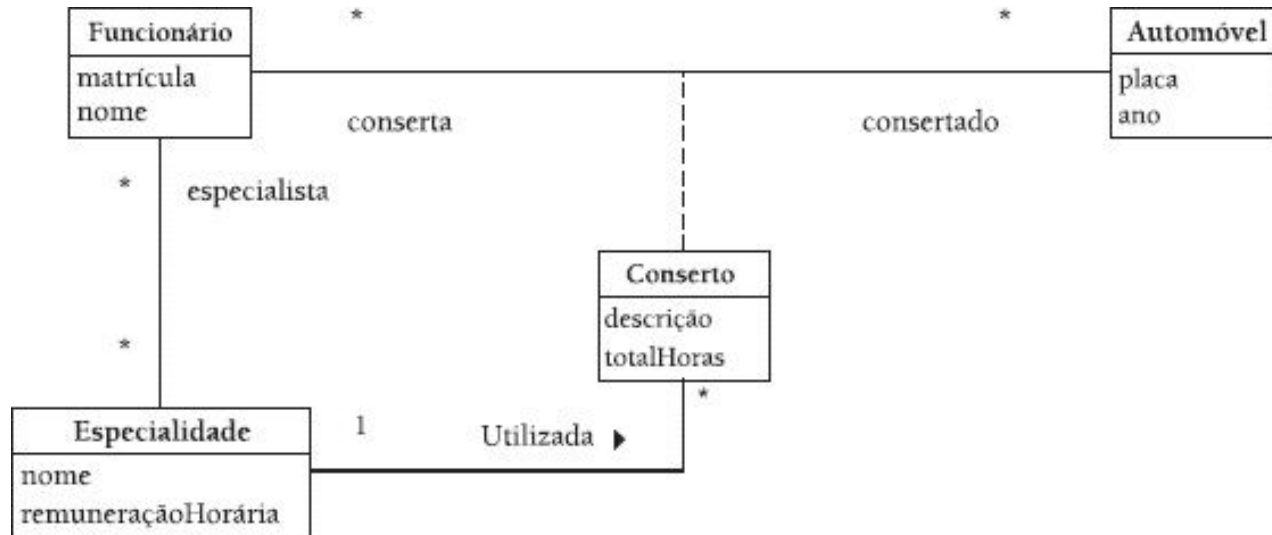 Funcionário
matrícula
nome
*
*
Automóvel
placa
ano
conserta
consertado
*
especialista
*
Conserto
descrição
totalHoras
*
Especialidade
nome
remuneraçãoHorária
1
Utilizada ▶